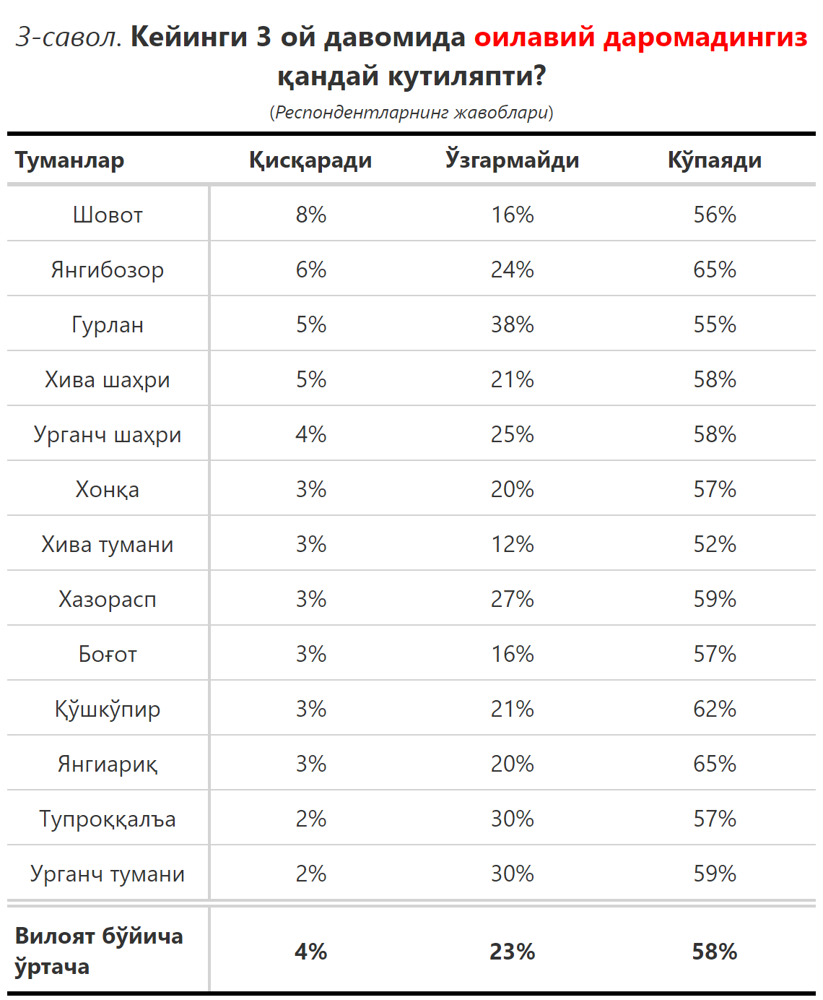 3-савол. Кейинги 3 ой давомида оилавий даромадингиз
қандай кутиляпти?
(Респондентларнинг жавоблари)
Туманлар Қисқаради Ўзгармайди Кўпаяди
Шовот 8% 16% 56%
Янгибозор 6% 24% 65%
Гурлан 5% 38% 55%
Хива шаҳри 5% 21% 58%
Урганч шаҳри 4% 25% 58%
Хонқа 3% 20% 57%
Хива тумани 3% 12% 52%
Хазорасп 3% 27% 59%
Боғот 3% 16% 57%
Қўшкўпир 3% 21% 62%
Янгиариқ 3% 20% 65%
Тупроққалъа 2% 30% 57%
Урганч тумани 2% 30% 59%
Вилоят бўйича
ўртача 4% 23% 58%